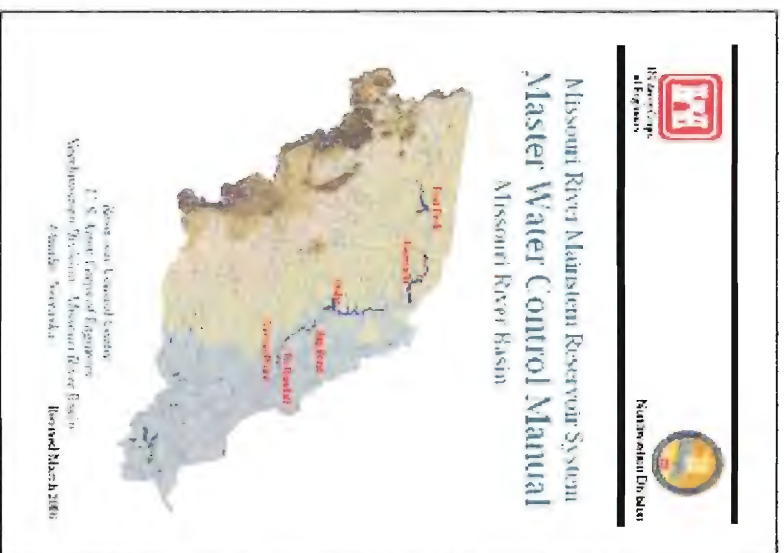 US Army Corps
of Engineers
Northwestern Division
Missouri River Mainstem Reservoir System
Master Water Control Manual
Missouri River Basin
Fort Peck
Garrison
Oahe
Big Bend
Ft. Randall
Gavins Point
Reservoir Control Center
U. S. Army Corps of Engineers
Northwestern Division - Missouri River Basin
Omaha, Nebraska
Revised March 2006